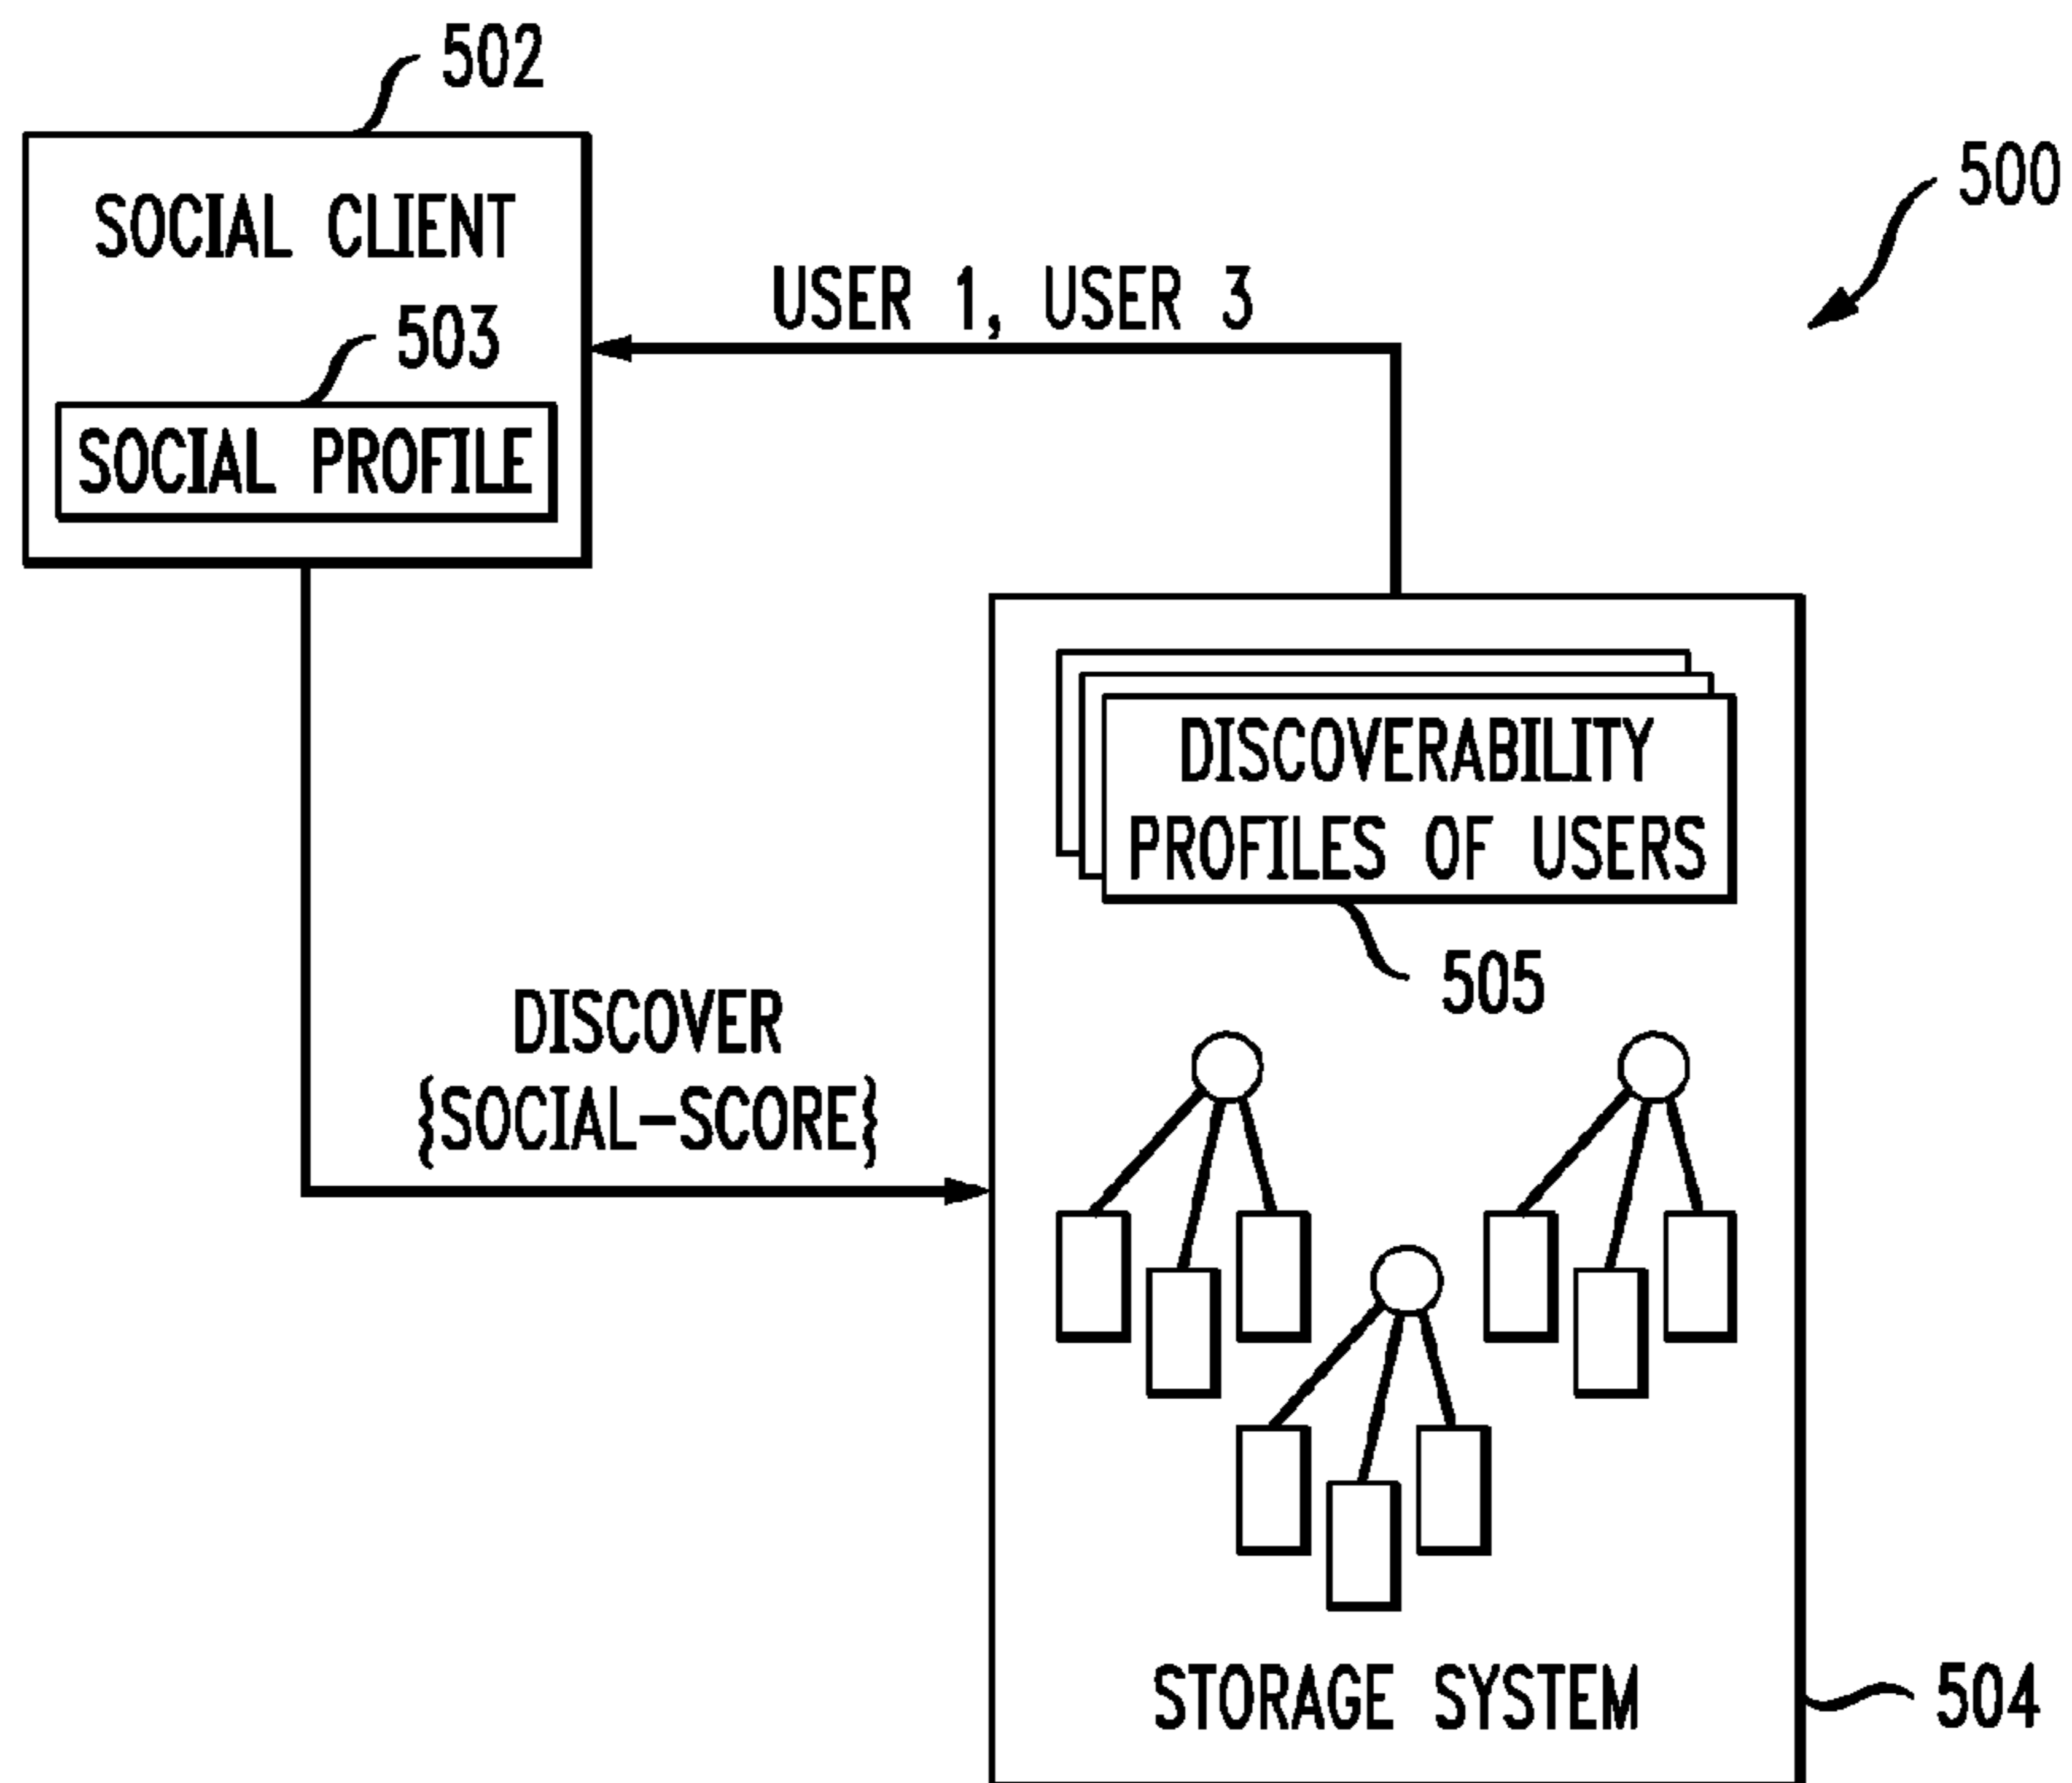 502
500
SOCIAL CLIENT
USER 1, USER 3
503
SOCIAL PROFILE
DISCOVERABILITY
PROFILES OF USERS
505
DISCOVER
{SOCIAL-SCORE}
STORAGE SYSTEM
504